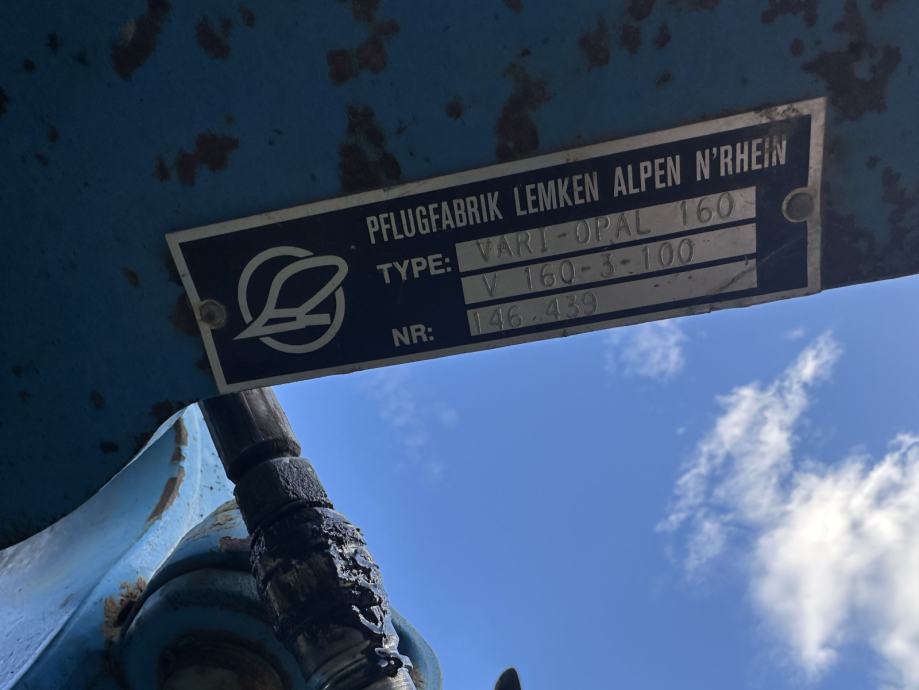 PFLUGFABRIK LEMKEN ALPEN N'RHEIN
TYPE: VARI-OPAL 160
V 160-3-100
NR: 146.439